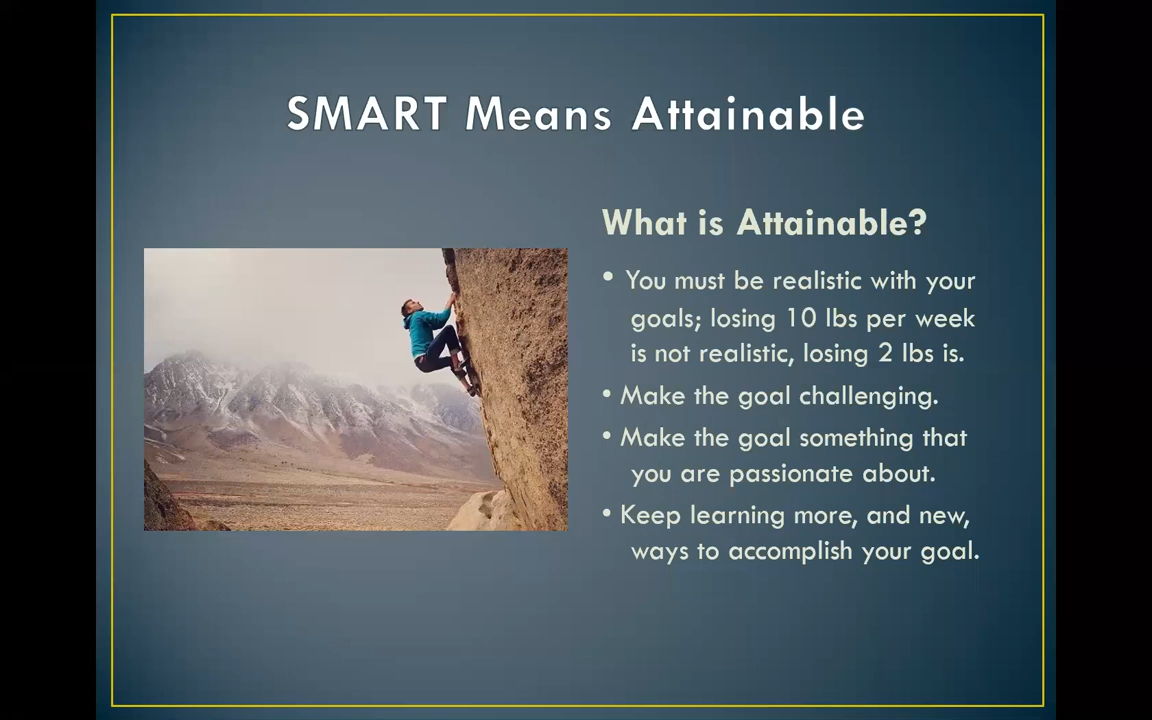 SMART Means Attainable
What is Attainable?
• You must be realistic with your
goals; losing 10 lbs per week
is not realistic, losing 2 lbs is.
• Make the goal challenging.
• Make the goal something that
you are passionate about.
• Keep learning more, and new,
ways to accomplish your goal.